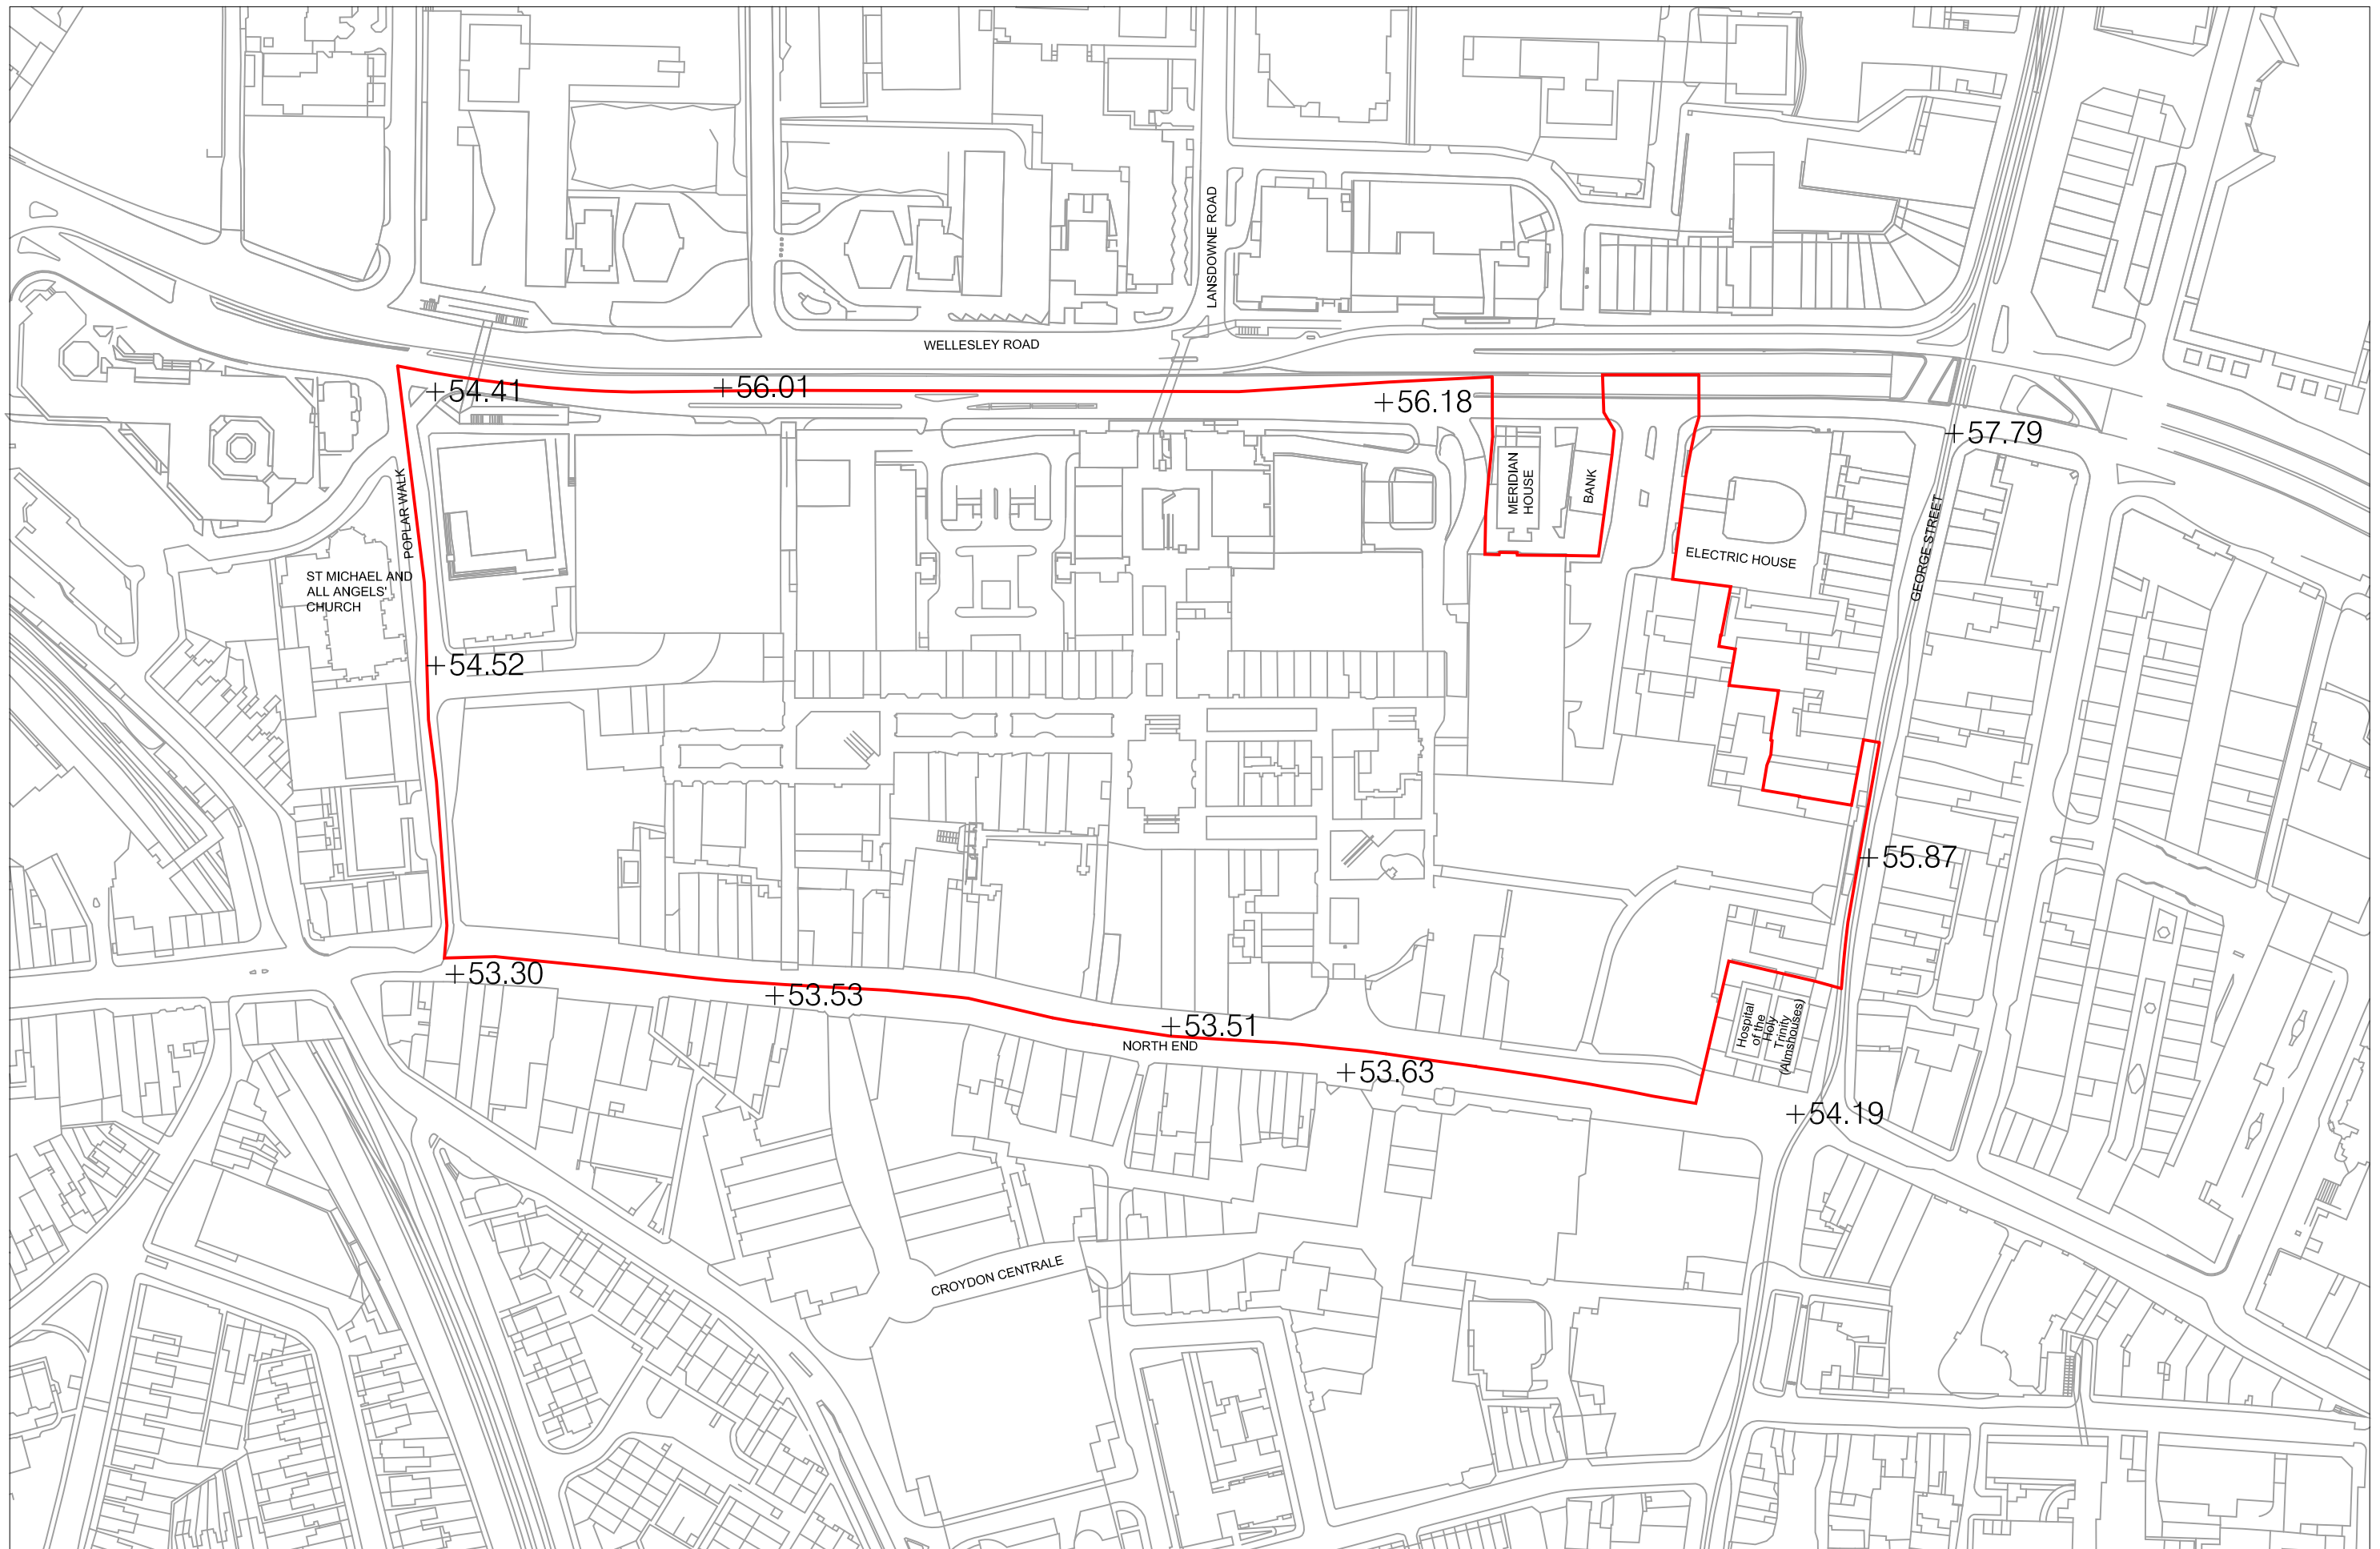 LANSDOWNE ROAD
WELLESLEY ROAD
+54.41
+56.01
+56.18
+57.79
MERIDIAN
HOUSE
BANK
POPLAR WALK
GEORGE STREET
ELECTRIC HOUSE
ST MICHAEL AND
ALL ANGELS'
CHURCH
+54.52
+55.87
+53.30
+53.53
+53.51
NORTH END
+53.63
Hospital
of the
Holy
Trinity
(Almshouses)
+54.19
CROYDON CENTRALE